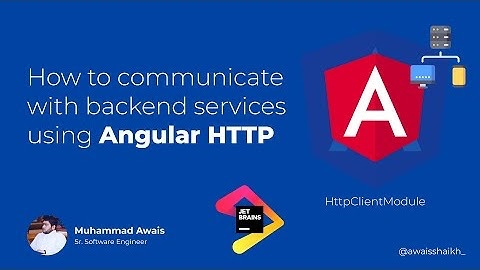 How to communicate
with backend services
using Angular HTTP
A
HttpClientModule
JET
BRAINS
Muhammad Awais
Sr. Software Engineer
@awaisshaikh_